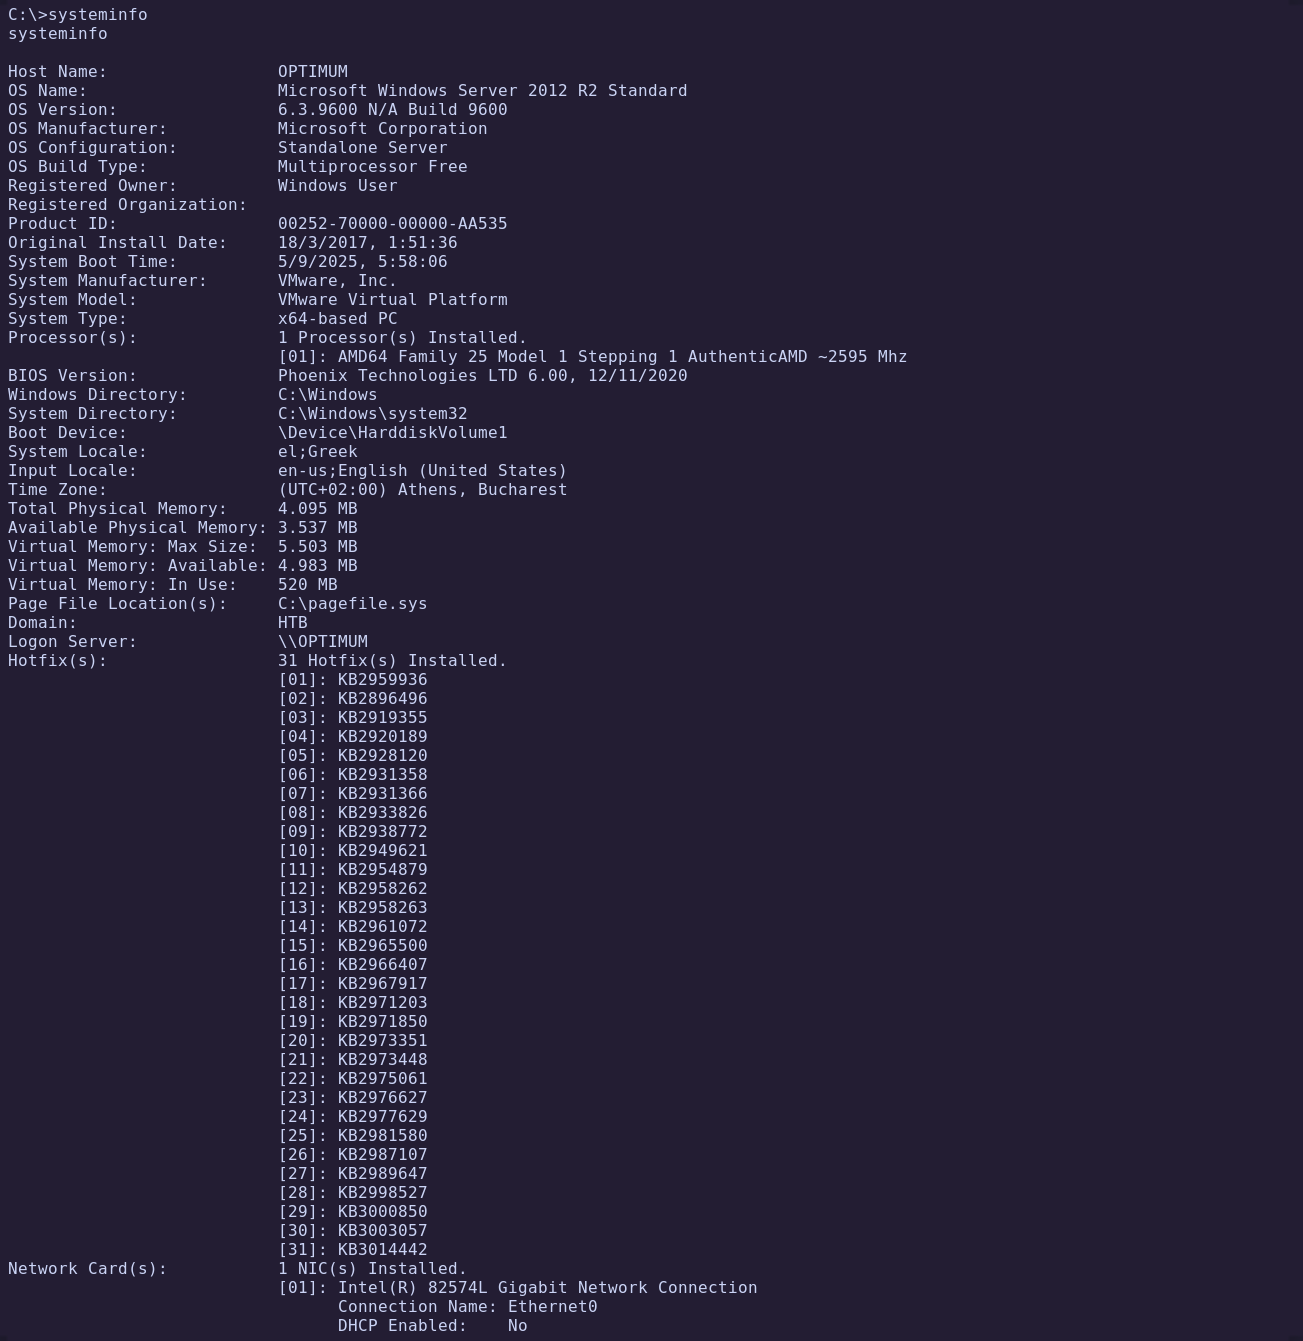 C:\>systeminfo
systeminfo
Host Name: OPTIMUM
OS Name: Microsoft Windows Server 2012 R2 Standard
OS Version: 6.3.9600 N/A Build 9600
OS Manufacturer: Microsoft Corporation
OS Configuration: Standalone Server
OS Build Type: Multiprocessor Free
Registered Owner: Windows User
Registered Organization:
Product ID: 00252-70000-00000-AA535
Original Install Date: 18/3/2017, 1:51:36
System Boot Time: 5/9/2025, 5:58:06
System Manufacturer: VMware, Inc.
System Model: VMware Virtual Platform
System Type: x64-based PC
Processor(s): 1 Processor(s) Installed.
[01]: AMD64 Family 25 Model 1 Stepping 1 AuthenticAMD ~2595 Mhz
BIOS Version: Phoenix Technologies LTD 6.00, 12/11/2020
Windows Directory: C:\Windows
System Directory: C:\Windows\system32
Boot Device: \Device\HarddiskVolume1
System Locale: el;Greek
Input Locale: en-us;English (United States)
Time Zone: (UTC+02:00) Athens, Bucharest
Total Physical Memory: 4.095 MB
Available Physical Memory: 3.537 MB
Virtual Memory: Max Size: 5.503 MB
Virtual Memory: Available: 4.983 MB
Virtual Memory: In Use: 520 MB
Page File Location(s): C:\pagefile.sys
Domain: HTB
Logon Server: \\OPTIMUM
Hotfix(s): 31 Hotfix(s) Installed.
[01]: KB2959936
[02]: KB2896496
[03]: KB2919355
[04]: KB2920189
[05]: KB2928120
[06]: KB2931358
[07]: KB2931366
[08]: KB2933826
[09]: KB2938772
[10]: KB2949621
[11]: KB2954879
[12]: KB2958262
[13]: KB2958263
[14]: KB2961072
[15]: KB2965500
[16]: KB2966407
[17]: KB2967917
[18]: KB2971203
[19]: KB2971850
[20]: KB2973351
[21]: KB2973448
[22]: KB2975061
[23]: KB2976627
[24]: KB2977629
[25]: KB2981580
[26]: KB2987107
[27]: KB2989647
[28]: KB2998527
[29]: KB3000850
[30]: KB3003057
[31]: KB3014442
Network Card(s): 1 NIC(s) Installed.
[01]: Intel(R) 82574L Gigabit Network Connection
Connection Name: Ethernet0
DHCP Enabled: No